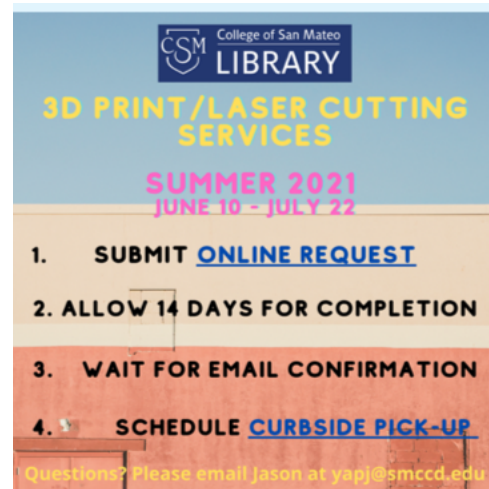 CSM College of San Mateo
LIBRARY
3D PRINT/LASER CUTTING
SERVICES
SUMMER 2021
JUNE 10 - JULY 22
1. SUBMIT ONLINE REQUEST
2. ALLOW 14 DAYS FOR COMPLETION
3. WAIT FOR EMAIL CONFIRMATION
4. SCHEDULE CURBSIDE PICK-UP
Questions? Please email Jason at yapj@smccd.edu